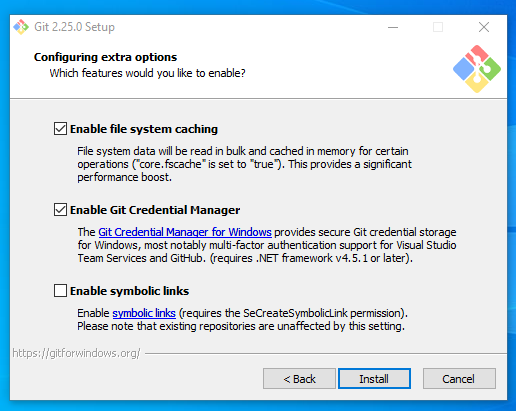 Git 2.25.0 Setup
Configuring extra options
Which features would you like to enable?
Enable file system caching
File system data will be read in bulk and cached in memory for certain
operations ("core.fscache" is set to "true"). This provides a significant
performance boost.
Enable Git Credential Manager
The Git Credential Manager for Windows provides secure Git credential storage
for Windows, most notably multi-factor authentication support for Visual Studio
Team Services and GitHub. (requires .NET framework v4.5.1 or later).
Enable symbolic links
Enable symbolic links (requires the SeCreateSymbolicLink permission).
Please note that existing repositories are unaffected by this setting.
https://gitforwindows.org/
< Back
Install
Cancel